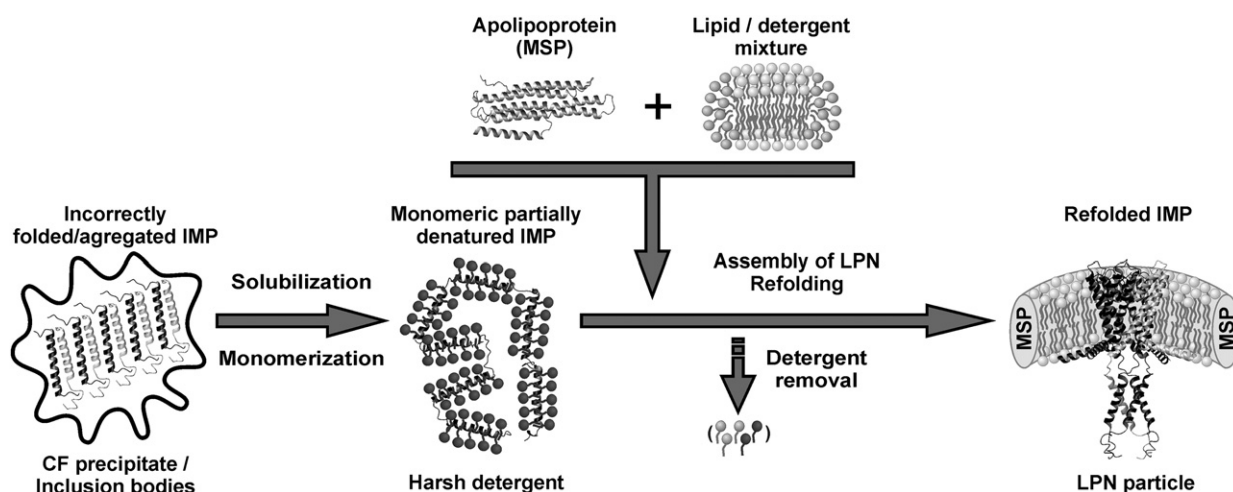 Apolipoprotein
(MSP)
+
Lipid / detergent
mixture
Incorrectly
folded/agregated IMP
Solubilization
Monomerization
CF precipitate /
Inclusion bodies
Monomeric partially
denatured IMP
Harsh detergent
Assembly of LPN
Refolding
Detergent
removal
( )
Refolded IMP
MSP
MSP
LPN particle